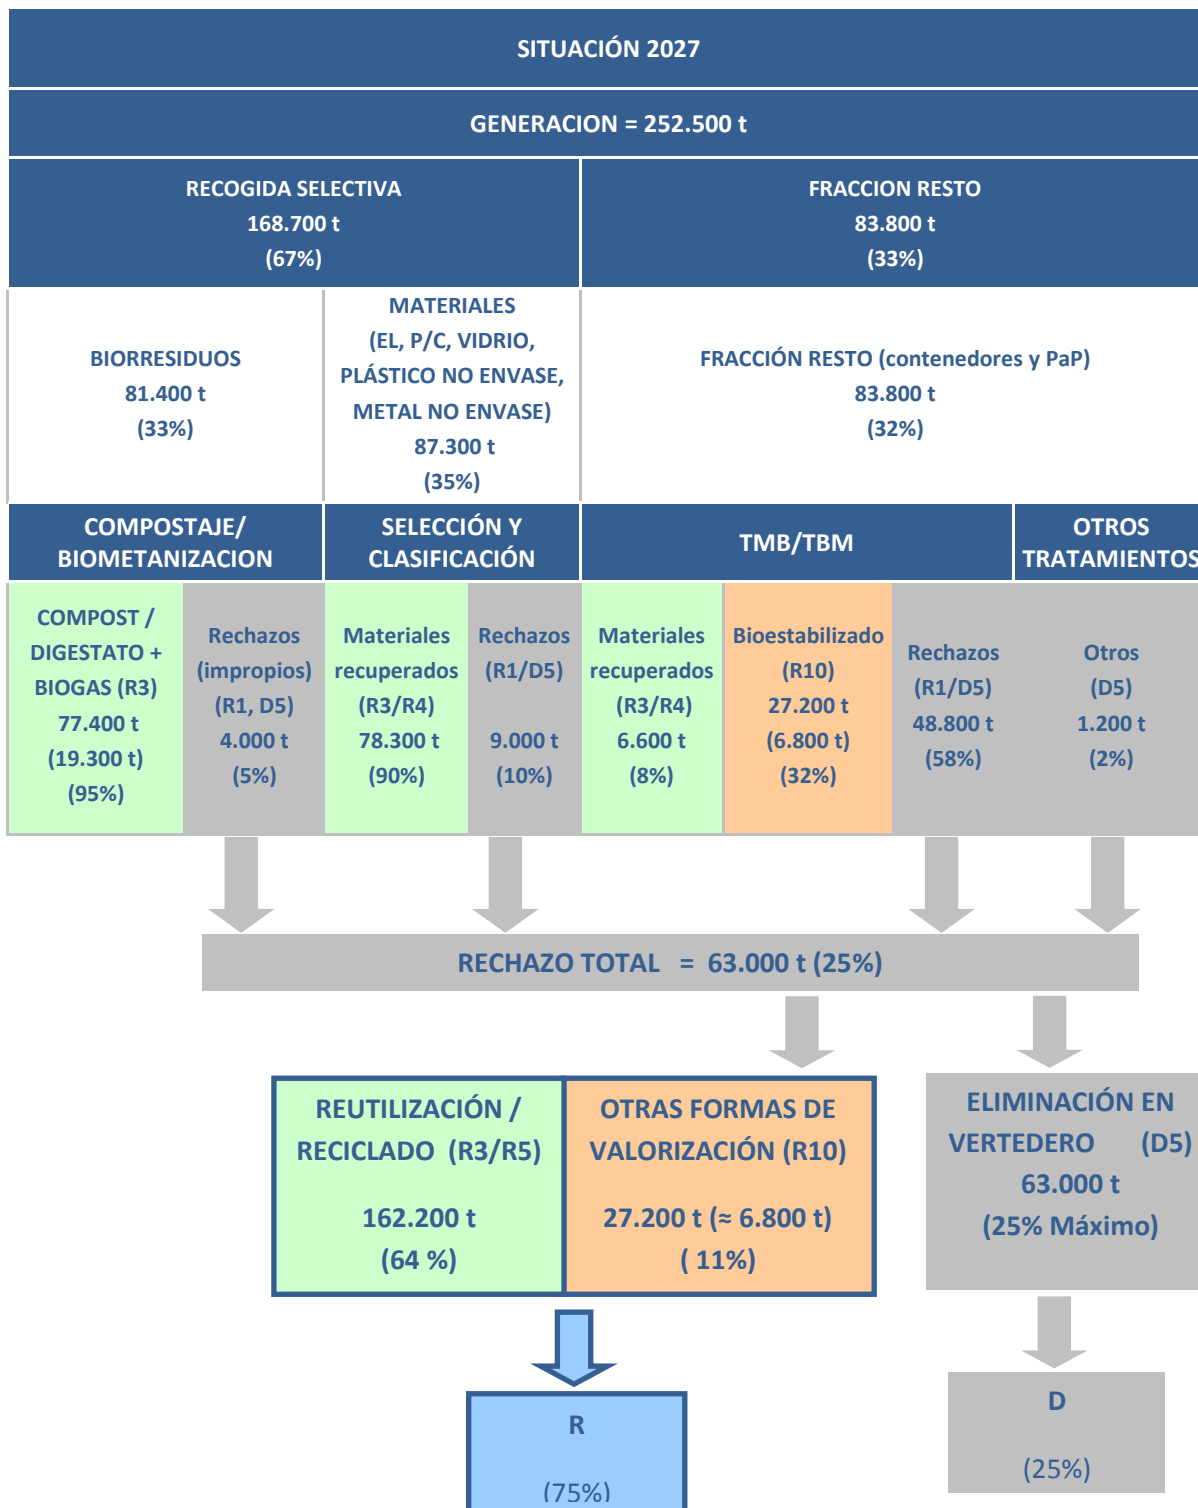 SITUACIÓN 2027
GENERACION = 252.500 t
RECOGIDA SELECTIVA
168.700 t
(67%)
FRACCION RESTO
83.800 t
(33%)
BIORRESIDUOS
81.400 t
(33%)
MATERIALES
(EL, P/C, VIDRIO,
PLÁSTICO NO ENVASE,
METAL NO ENVASE)
87.300 t
(35%)
FRACCIÓN RESTO (contenedores y PaP)
83.800 t
(32%)
COMPOSTAJE/
BIOMETANIZACION
SELECCIÓN Y
CLASIFICACIÓN
TMB/TBM
OTROS
TRATAMIENTOS
COMPOST /
DIGESTATO +
BIOGAS (R3)
77.400 t
(19.300 t)
(95%)
Rechazos
(impropios)
(R1, D5)
4.000 t
(5%)
Materiales
recuperados
(R3/R4)
78.300 t
(90%)
Rechazos
(R1/D5)
9.000 t
(10%)
Materiales
recuperados
(R3/R4)
6.600 t
(8%)
Bioestabilizado
(R10)
27.200 t
(6.800 t)
(32%)
Rechazos
(R1/D5)
48.800 t
(58%)
Otros
(D5)
1.200 t
(2%)
RECHAZO TOTAL = 63.000 t (25%)
REUTILIZACIÓN /
RECICLADO (R3/R5)
162.200 t
(64 %)
OTRAS FORMAS DE
VALORIZACIÓN (R10)
27.200 t (≈ 6.800 t)
( 11%)
ELIMINACIÓN EN
VERTEDERO (D5)
63.000 t
(25% Máximo)
R
(75%)
D
(25%)